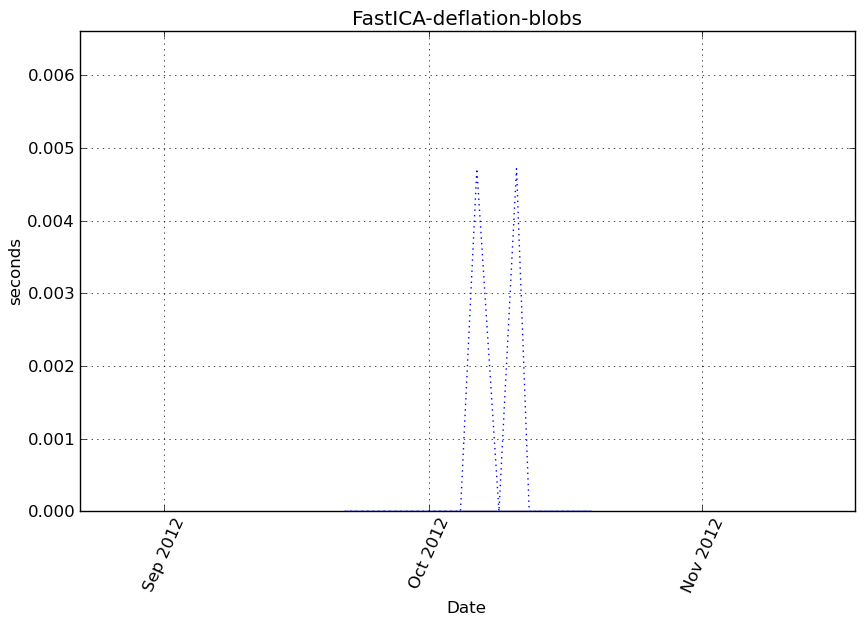 FastICA-deflation-blobs
0.006
0.005
0.004
0.003
0.002
0.001
0.000
seconds
Sep 2012
Oct 2012
Nov 2012
Date